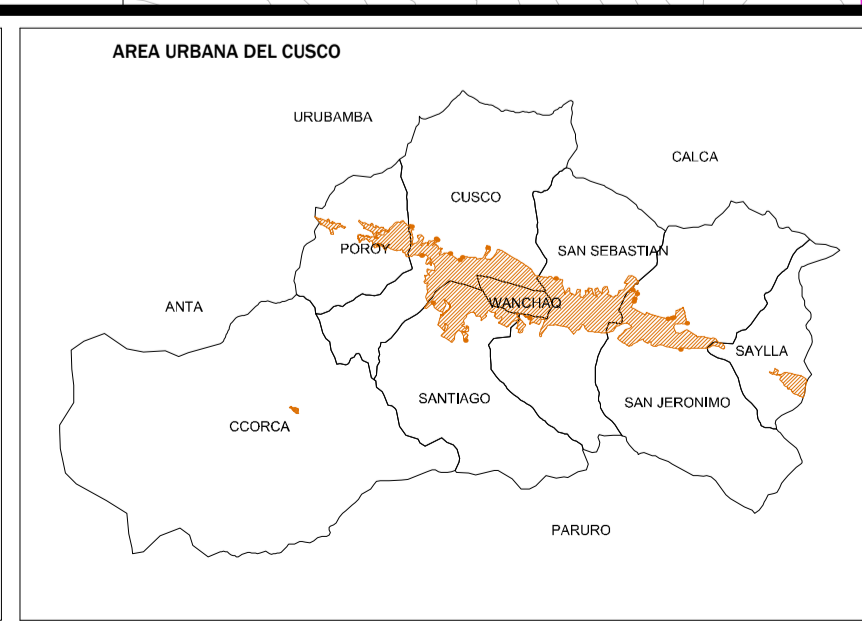 AREA URBANA DEL CUSCO
URUBAMBA
CALCA
CUSCO
POROY
SAN SEBASTIAN
ANTA
WANCHAQ
SAYLLA
SANTIAGO
SAN JERONIMO
CCORCA
PARURO